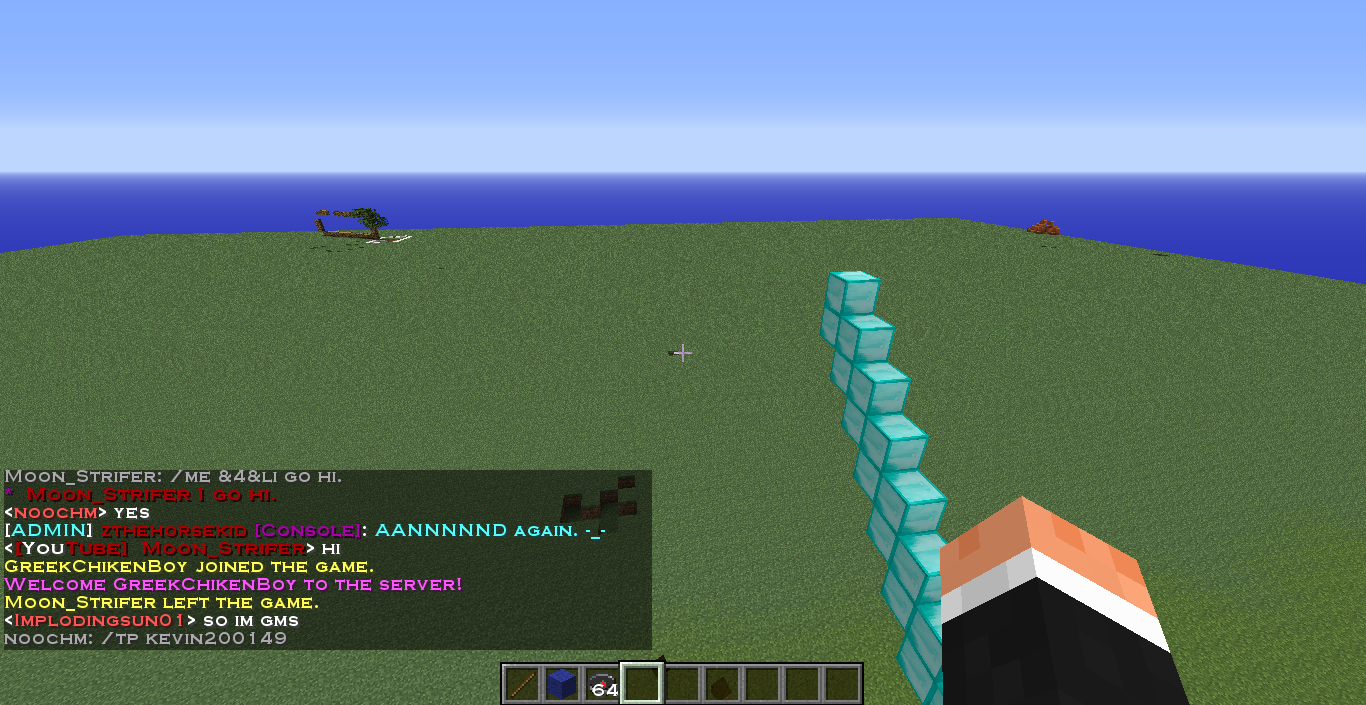 Moon_Strifer: /me &4&lI go hi.
* Moon_Strifer I go hi.
<noochm> yes
[ADMIN] zthehorsekid [Console]: AANNNNND again. -_-
<[YouTube] Moon_Strifer> hi
GreekChikenBoy joined the game.
Welcome GreekChikenBoy to the server!
Moon_Strifer left the game.
<Implodingsun01> so im gms
noochm: /tp kevin200149
64